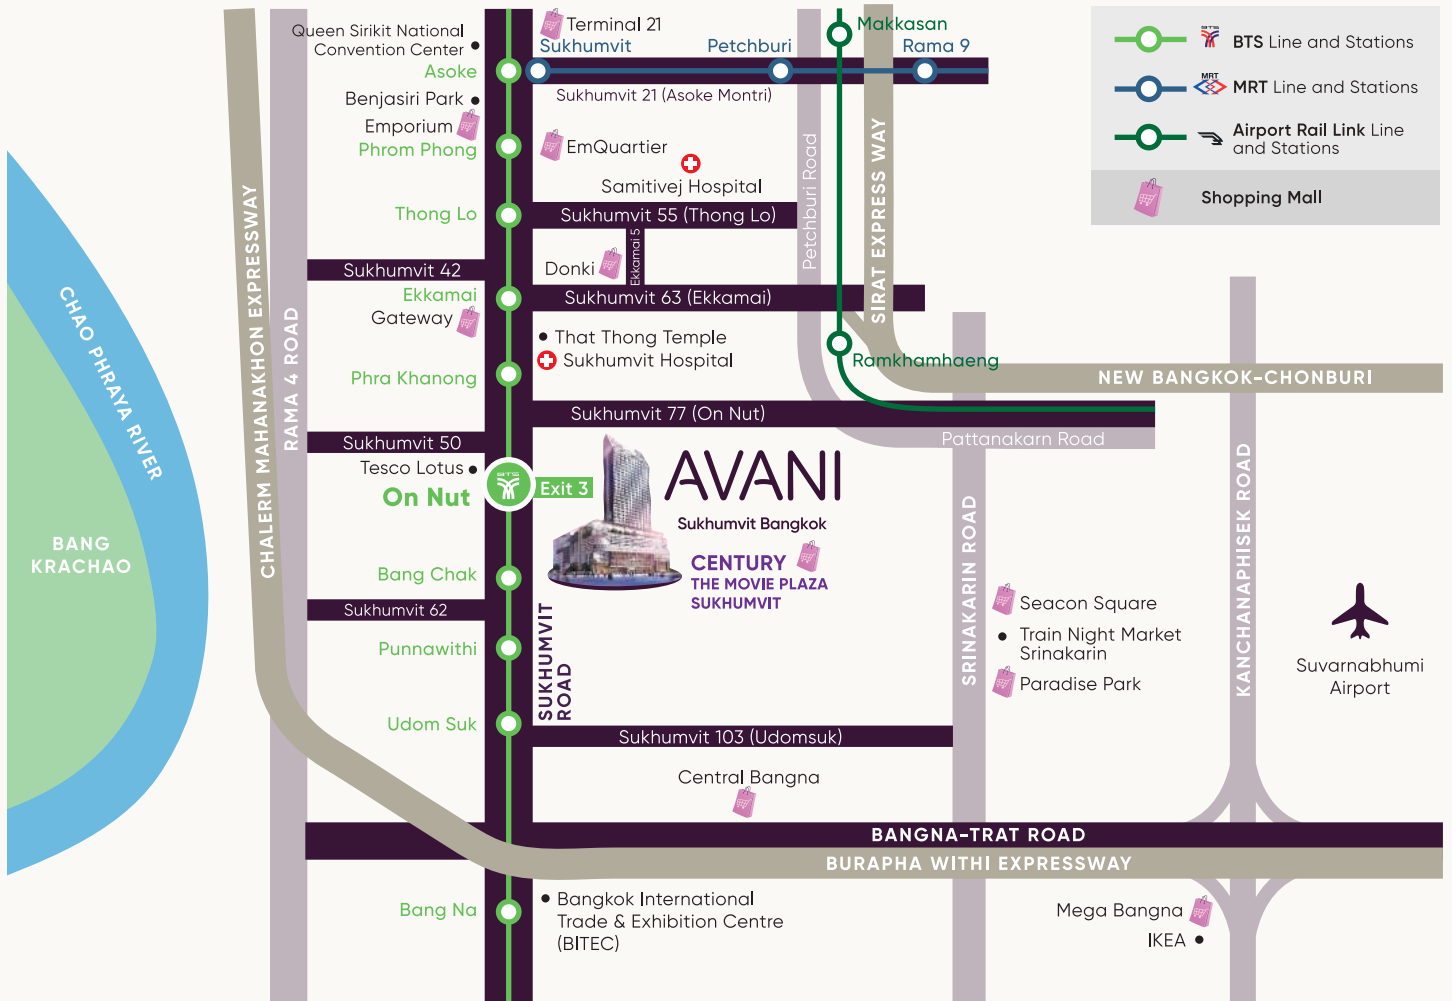 Queen Sirikit National
Convention Center
Terminal 21
Sukhumvit
Petchburi
Makkasan
Rama 9
Asoke
Sukhumvit 21 (Asoke Montri)
Benjasiri Park
Emporium
Phrom Phong
EmQuartier
Samitivej Hospital
Thong Lo
Sukhumvit 55 (Thong Lo)
Ekkamai 5
Petchburi Road
SIRAT EXPRESS WAY
BTS
BTS Line and Stations
MRT
MRT Line and Stations
Airport Rail Link Line
and Stations
Shopping Mall
Sukhumvit 42
Donki
Ekkamai
Sukhumvit 63 (Ekkamai)
Gateway
That Thong Temple
Sukhumvit Hospital
Ramkhamhaeng
Phra Khanong
NEW BANGKOK-CHONBURI
Sukhumvit 77 (On Nut)
Pattanakarn Road
Sukhumvit 50
Tesco Lotus
On Nut
BTS
Exit 3
AVANI
Sukhumvit Bangkok
CENTURY
THE MOVIE PLAZA
SUKHUMVIT
CHAO PHRAYA RIVER
BANG
KRACHAO
CHALERM MAHANAKHON EXPRESSWAY
RAMA 4 ROAD
Bang Chak
Sukhumvit 62
Punnawithi
SUKHUMVIT
ROAD
Udom Suk
Sukhumvit 103 (Udomsuk)
SRINAKARIN ROAD
Seacon Square
Train Night Market
Srinakarin
Paradise Park
KANCHANAPHISEK ROAD
Suvarnabhumi
Airport
Central Bangna
BANGNA-TRAT ROAD
BURAPHA WITHI EXPRESSWAY
Bang Na
Bangkok International
Trade & Exhibition Centre
(BITEC)
Mega Bangna
IKEA